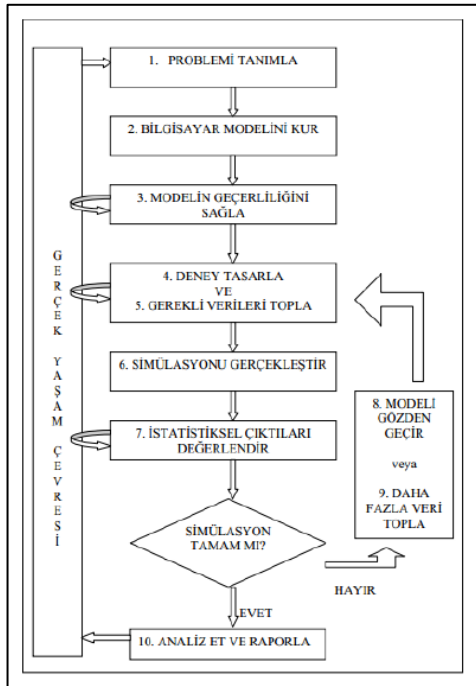 1. PROBLEMİ TANIMLA
2. BİLGİSAYAR MODELİNİ KUR
3. MODELİN GEÇERLİLİĞİNİ
SAĞLA
4. DENEY TASARLA
VE
5. GEREKLİ VERİLERİ TOPLA
6. SİMÜLASYONU GERÇEKLEŞTİR
7. İSTATİSTİKSEL ÇIKTILARI
DEĞERLENDİR
SİMÜLASYON
TAMAM MI?
EVET
HAYIR
10. ANALİZ ET VE RAPORLA
8. MODELİ
GÖZDEN
GEÇİR
veya
9. DAHA
FAZLA VERİ
TOPLA
GERÇEK YAŞAM ÇEVRESİ